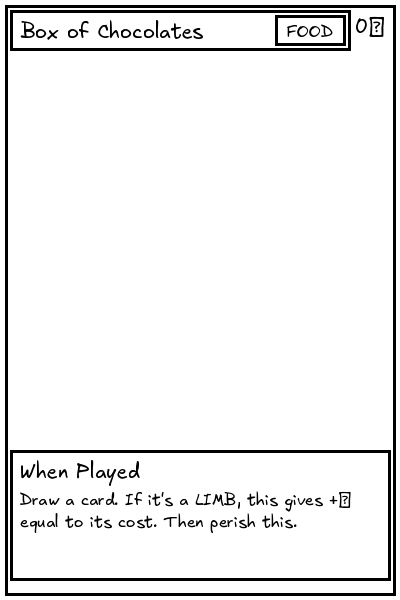 Box of Chocolates
FOOD
0
When Played
Draw a card. If it's a LIMB, this gives +
equal to its cost. Then perish this.